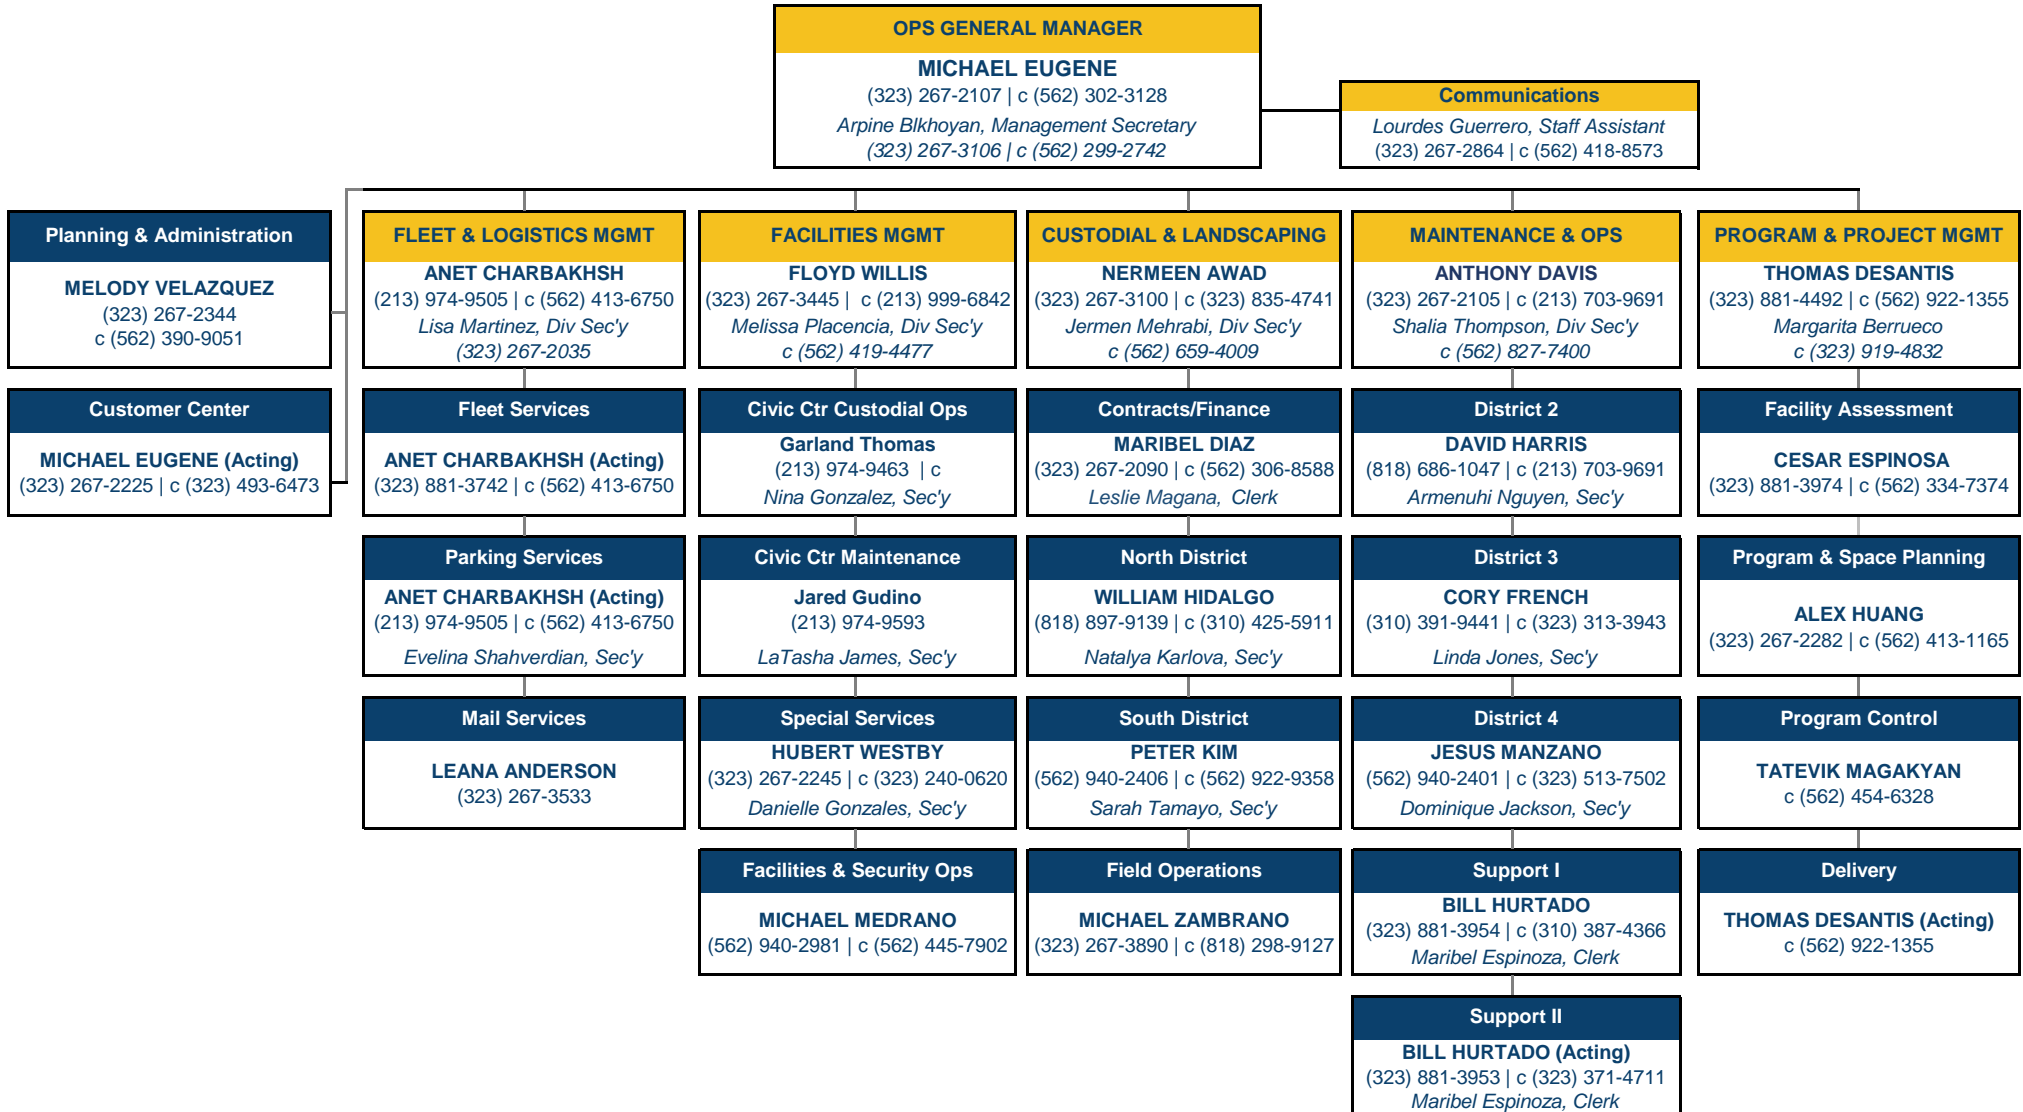 OPS GENERAL MANAGER
MICHAEL EUGENE
(323) 267-2107 | c (562) 302-3128
Arpine Blkhoyan, Management Secretary
(323) 267-3106 | c (562) 299-2742
Communications
Lourdes Guerrero, Staff Assistant
(323) 267-2864 | c (562) 418-8573
Planning & Administration
MELODY VELAZQUEZ
(323) 267-2344
c (562) 390-9051
Customer Center
MICHAEL EUGENE (Acting)
(323) 267-2225 | c (323) 493-6473
FLEET & LOGISTICS MGMT
ANET CHARBAKHSH
(213) 974-9505 | c (562) 413-6750
Lisa Martinez, Div Sec'y
(323) 267-2035
Fleet Services
ANET CHARBAKHSH (Acting)
(323) 881-3742 | c (562) 413-6750
Parking Services
ANET CHARBAKHSH (Acting)
(213) 974-9505 | c (562) 413-6750
Evelina Shahverdian, Sec'y
Mail Services
LEANA ANDERSON
(323) 267-3533
FACILITIES MGMT
FLOYD WILLIS
(323) 267-3445 | c (213) 999-6842
Melissa Placencia, Div Sec'y
c (562) 419-4477
Civic Ctr Custodial Ops
Garland Thomas
(213) 974-9463 | c
Nina Gonzalez, Sec'y
Civic Ctr Maintenance
Jared Gudino
(213) 974-9593
LaTasha James, Sec'y
Special Services
HUBERT WESTBY
(323) 267-2245 | c (323) 240-0620
Danielle Gonzales, Sec'y
Facilities & Security Ops
MICHAEL MEDRANO
(562) 940-2981 | c (562) 445-7902
CUSTODIAL & LANDSCAPING
NERMEEN AWAD
(323) 267-3100 | c (323) 835-4741
Jermen Mehrabi, Div Sec'y
c (562) 659-4009
Contracts/Finance
MARIBEL DIAZ
(323) 267-2090 | c (562) 306-8588
Leslie Magana, Clerk
North District
WILLIAM HIDALGO
(818) 897-9139 | c (310) 425-5911
Natalya Karlova, Sec'y
South District
PETER KIM
(562) 940-2406 | c (562) 922-9358
Sarah Tamayo, Sec'y
Field Operations
MICHAEL ZAMBRANO
(323) 267-3890 | c (818) 298-9127
MAINTENANCE & OPS
ANTHONY DAVIS
(323) 267-2105 | c (213) 703-9691
Shalia Thompson, Div Sec'y
c (562) 827-7400
District 2
DAVID HARRIS
(818) 686-1047 | c (213) 703-9691
Armenuhi Nguyen, Sec'y
District 3
CORY FRENCH
(310) 391-9441 | c (323) 313-3943
Linda Jones, Sec'y
District 4
JESUS MANZANO
(562) 940-2401 | c (323) 513-7502
Dominique Jackson, Sec'y
Support I
BILL HURTADO
(323) 881-3954 | c (310) 387-4366
Maribel Espinoza, Clerk
Support II
BILL HURTADO (Acting)
(323) 881-3953 | c (323) 371-4711
Maribel Espinoza, Clerk
PROGRAM & PROJECT MGMT
THOMAS DESANTIS
(323) 881-4492 | c (562) 922-1355
Margarita Berrueco
c (323) 919-4832
Facility Assessment
CESAR ESPINOSA
(323) 881-3974 | c (562) 334-7374
Program & Space Planning
ALEX HUANG
(323) 267-2282 | c (562) 413-1165
Program Control
TATEVIK MAGAKYAN
c (562) 454-6328
Delivery
THOMAS DESANTIS (Acting)
c (562) 922-1355